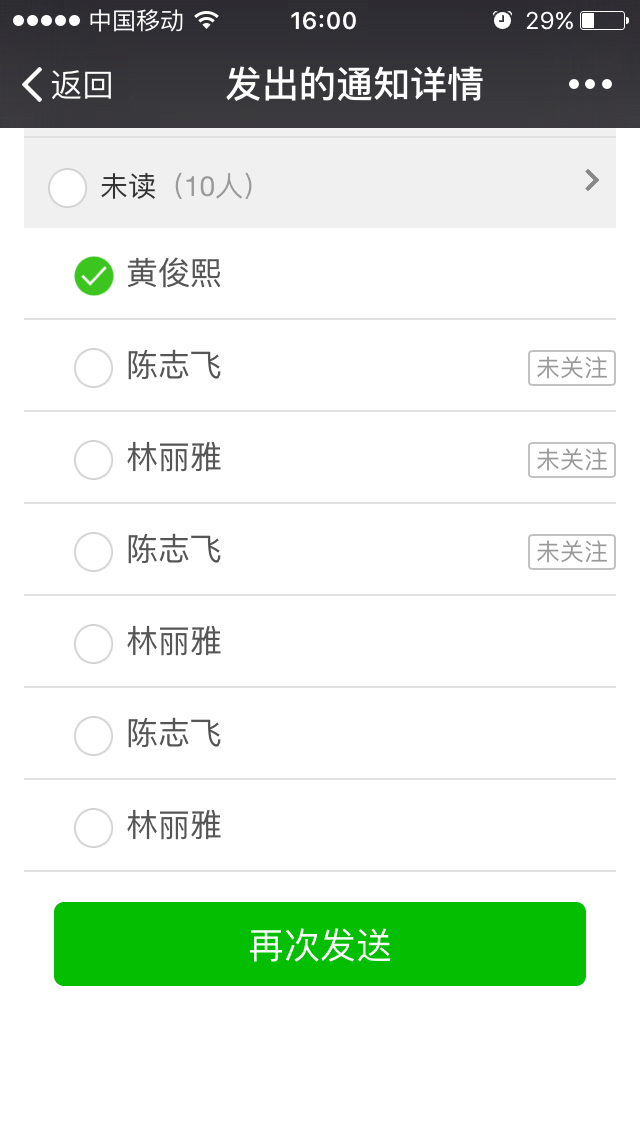 中国移动 16:00 29%
返回 发出的通知详情
未读（10人）
黄俊熙
陈志飞 未关注
林丽雅 未关注
陈志飞 未关注
林丽雅
陈志飞
林丽雅
再次发送